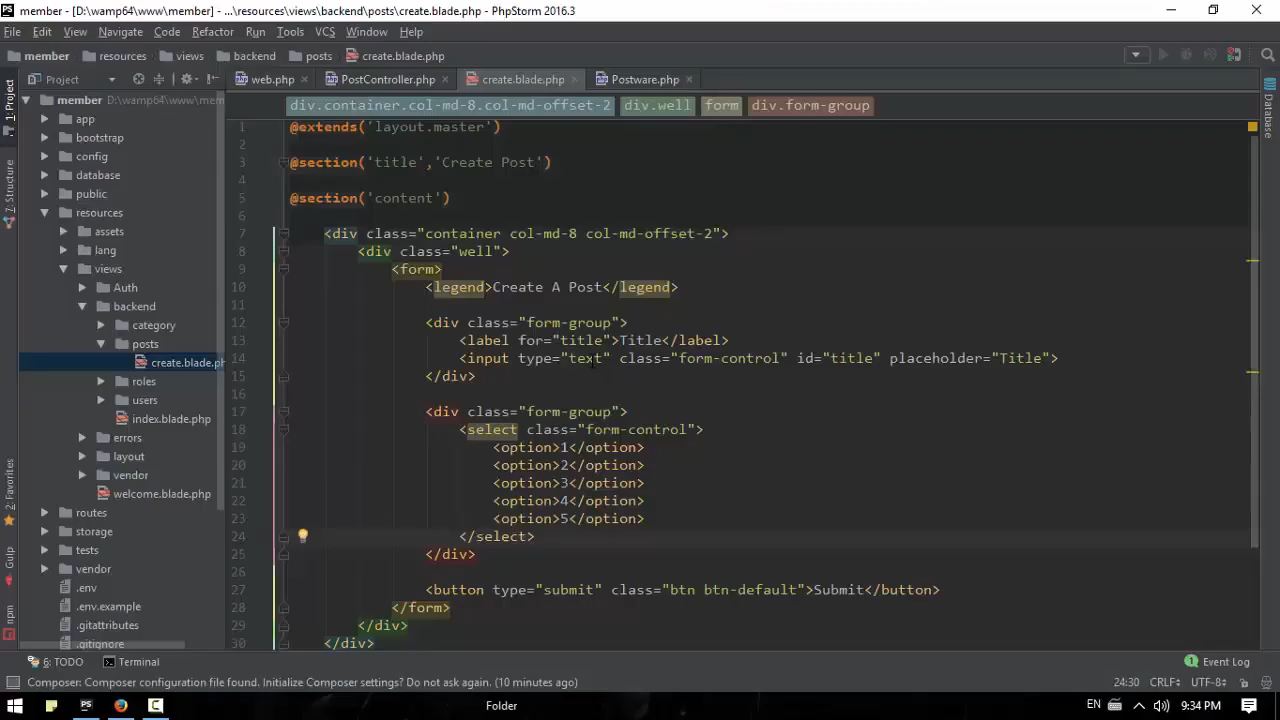 member - [D:\wamp64\www\member] - ...\resources\views\backend\posts\create.blade.php - PhpStorm 2016.3
File Edit View Navigate Code Refactor Run Tools VCS Window Help
member resources views backend posts create.blade.php
Project web.php PostController.php create.blade.php Postware.php
div.container.col-md-8.col-md-offset-2 div.well form div.form-group
1: Project
7: Structure
2: Favorites
Gulp
npm
Database
member D:\wamp64\www\mem
app
bootstrap
config
database
public
resources
assets
lang
views
Auth
backend
category
posts
create.blade.ph
roles
users
index.blade.php
errors
layout
vendor
welcome.blade.php
routes
storage
tests
vendor
.env
.env.example
.gitattributes
.gitignore
1 @extends('layout.master')
2
3 @section('title','Create Post')
4
5 @section('content')
6
7 <div class="container col-md-8 col-md-offset-2">
8 <div class="well">
9 <form>
10 <legend>Create A Post</legend>
11
12 <div class="form-group">
13 <label for="title">Title</label>
14 <input type="text" class="form-control" id="title" placeholder="Title">
15 </div>
16
17 <div class="form-group">
18 <select class="form-control">
19 <option>1</option>
20 <option>2</option>
21 <option>3</option>
22 <option>4</option>
23 <option>5</option>
24 </select>
25 </div>
26
27 <button type="submit" class="btn btn-default">Submit</button>
28 </form>
29 </div>
30 </div>
6: TODO Terminal 1 Event Log
Composer: Composer configuration file found. Initialize Composer settings? Do not ask again. (10 minutes ago) 24:30 CRLF÷ UTF-8÷
Folder EN 9:34 PM